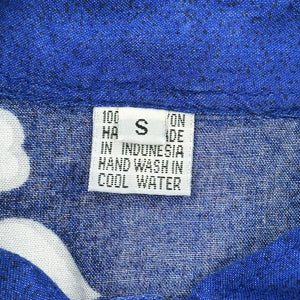 100 ON
HA S DE
IN INDONESIA
HAND WASH IN
COOL WATER